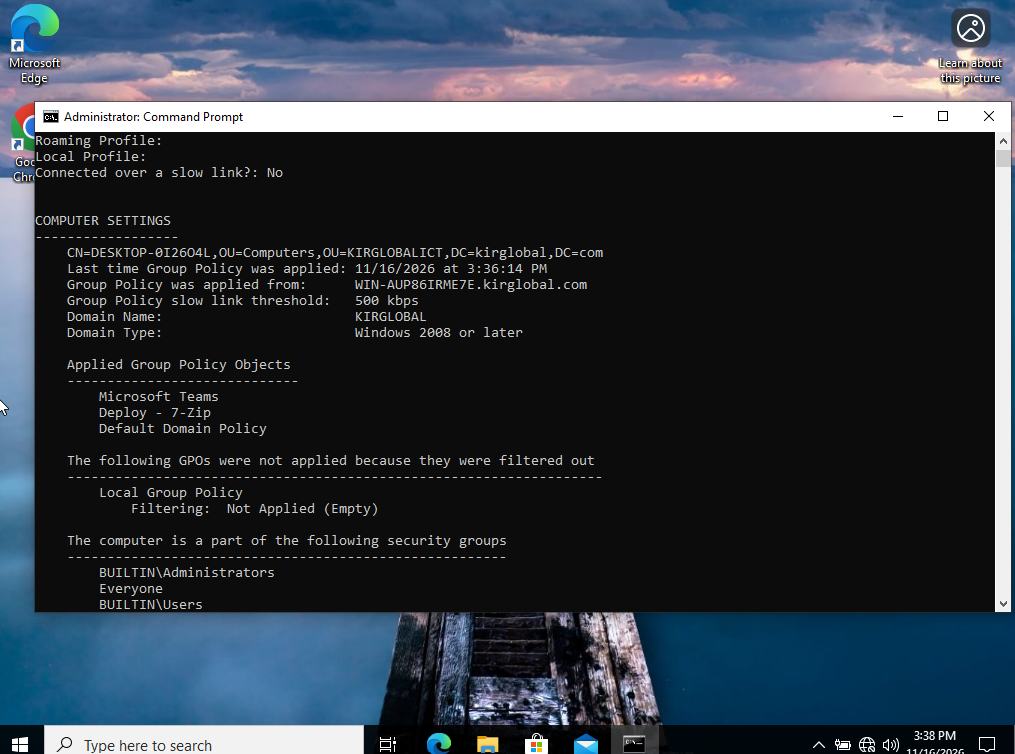 Microsoft
Edge
Learn about
this picture
Administrator: Command Prompt
Roaming Profile:
Local Profile:
Connected over a slow link?: No
COMPUTER SETTINGS
------------------
CN=DESKTOP-0I26O4L,OU=Computers,OU=KIRGLOBALICT,DC=kirglobal,DC=com
Last time Group Policy was applied: 11/16/2026 at 3:36:14 PM
Group Policy was applied from: WIN-AUP86IRME7E.kirglobal.com
Group Policy slow link threshold: 500 kbps
Domain Name: KIRGLOBAL
Domain Type: Windows 2008 or later
Applied Group Policy Objects
-----------------------------
Microsoft Teams
Deploy - 7-Zip
Default Domain Policy
The following GPOs were not applied because they were filtered out
-------------------------------------------------------------------
Local Group Policy
Filtering: Not Applied (Empty)
The computer is a part of the following security groups
-------------------------------------------------------
BUILTIN\Administrators
Everyone
BUILTIN\Users
Type here to search
3:38 PM
11/16/2026